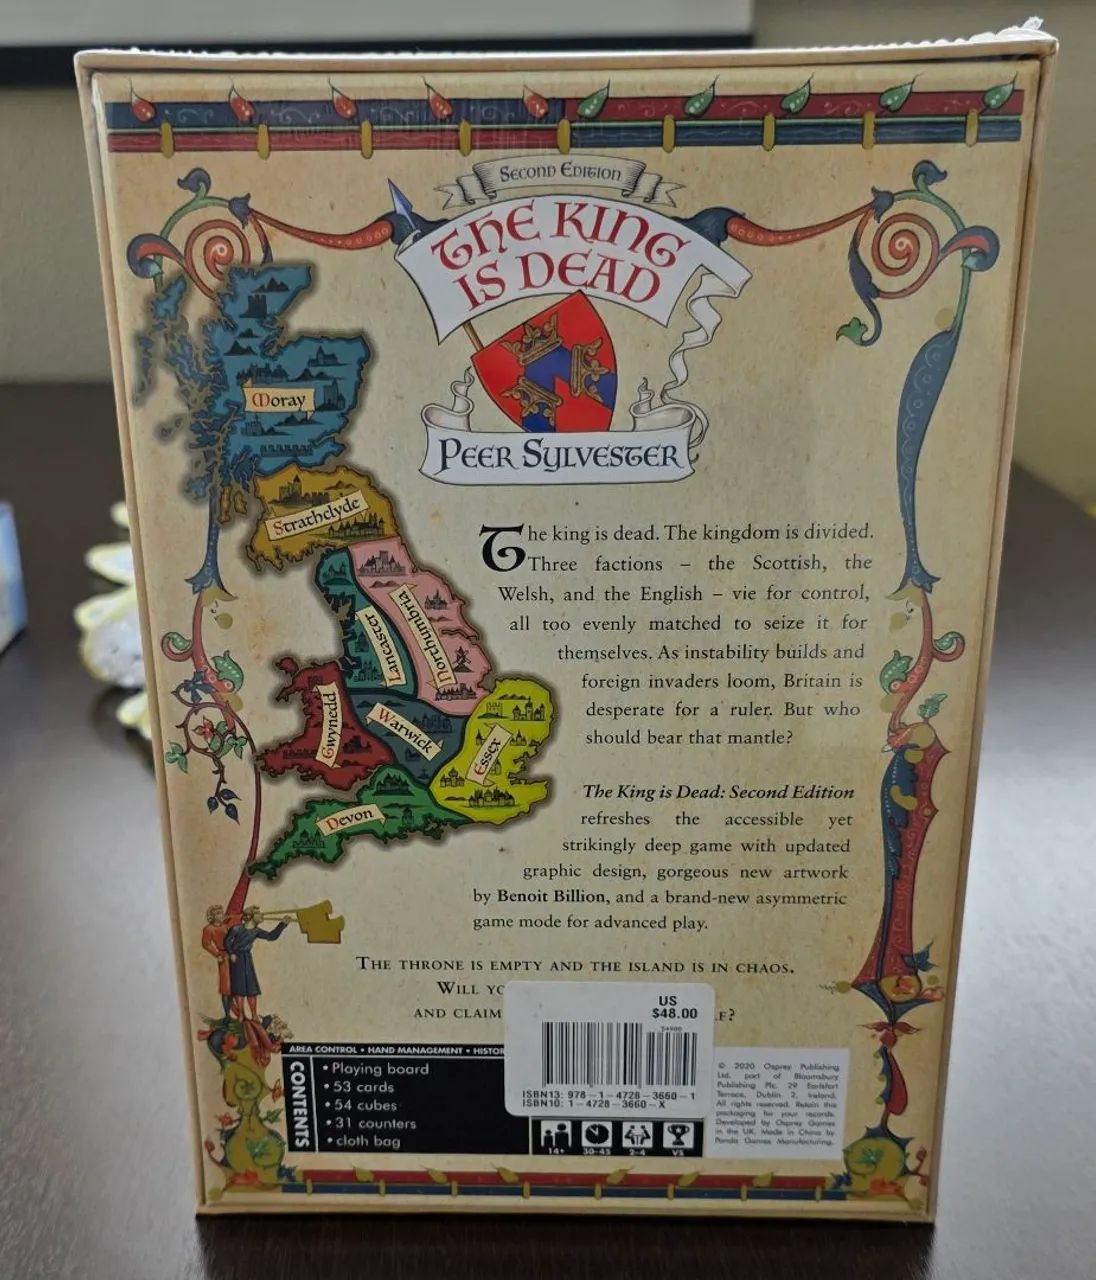 SECOND EDITION
THE KING
IS DEAD
PEER SYLVESTER
Moray
Strathclyde
Lancaster
Northumbria
Gwynedd
Warwick
Essex
Devon
The king is dead. The kingdom is divided.
Three factions – the Scottish, the
Welsh, and the English – vie for control,
all too evenly matched to seize it for
themselves. As instability builds and
foreign invaders loom, Britain is
desperate for a ruler. But who
should bear that mantle?
The King is Dead: Second Edition
refreshes the accessible yet
strikingly deep game with updated
graphic design, gorgeous new artwork
by Benoit Billion, and a brand-new asymmetric
game mode for advanced play.
THE THRONE IS EMPTY AND THE ISLAND IS IN CHAOS.
WILL
AND CLAIM
US
$48.00
54800
ISBN13: 978-1-4728-3660-1
ISBN10: 1-4728-3660-X
AREA CONTROL • HAND MANAGEMENT •
CONTENTS
• Playing board
• 53 cards
• 54 cubes
• 31 counters
• cloth bag
14+ 30-45 2-4 VS
© 2020 Osprey Publishing
Ltd, part of Bloomsbury
Publishing Plc. 29 Earlsfort
Terrace, Dublin 2, Ireland.
All rights reserved. Retain this
packaging for your records.
Developed by Osprey Games
in the UK. Made in China by
Panda Games Manufacturing.